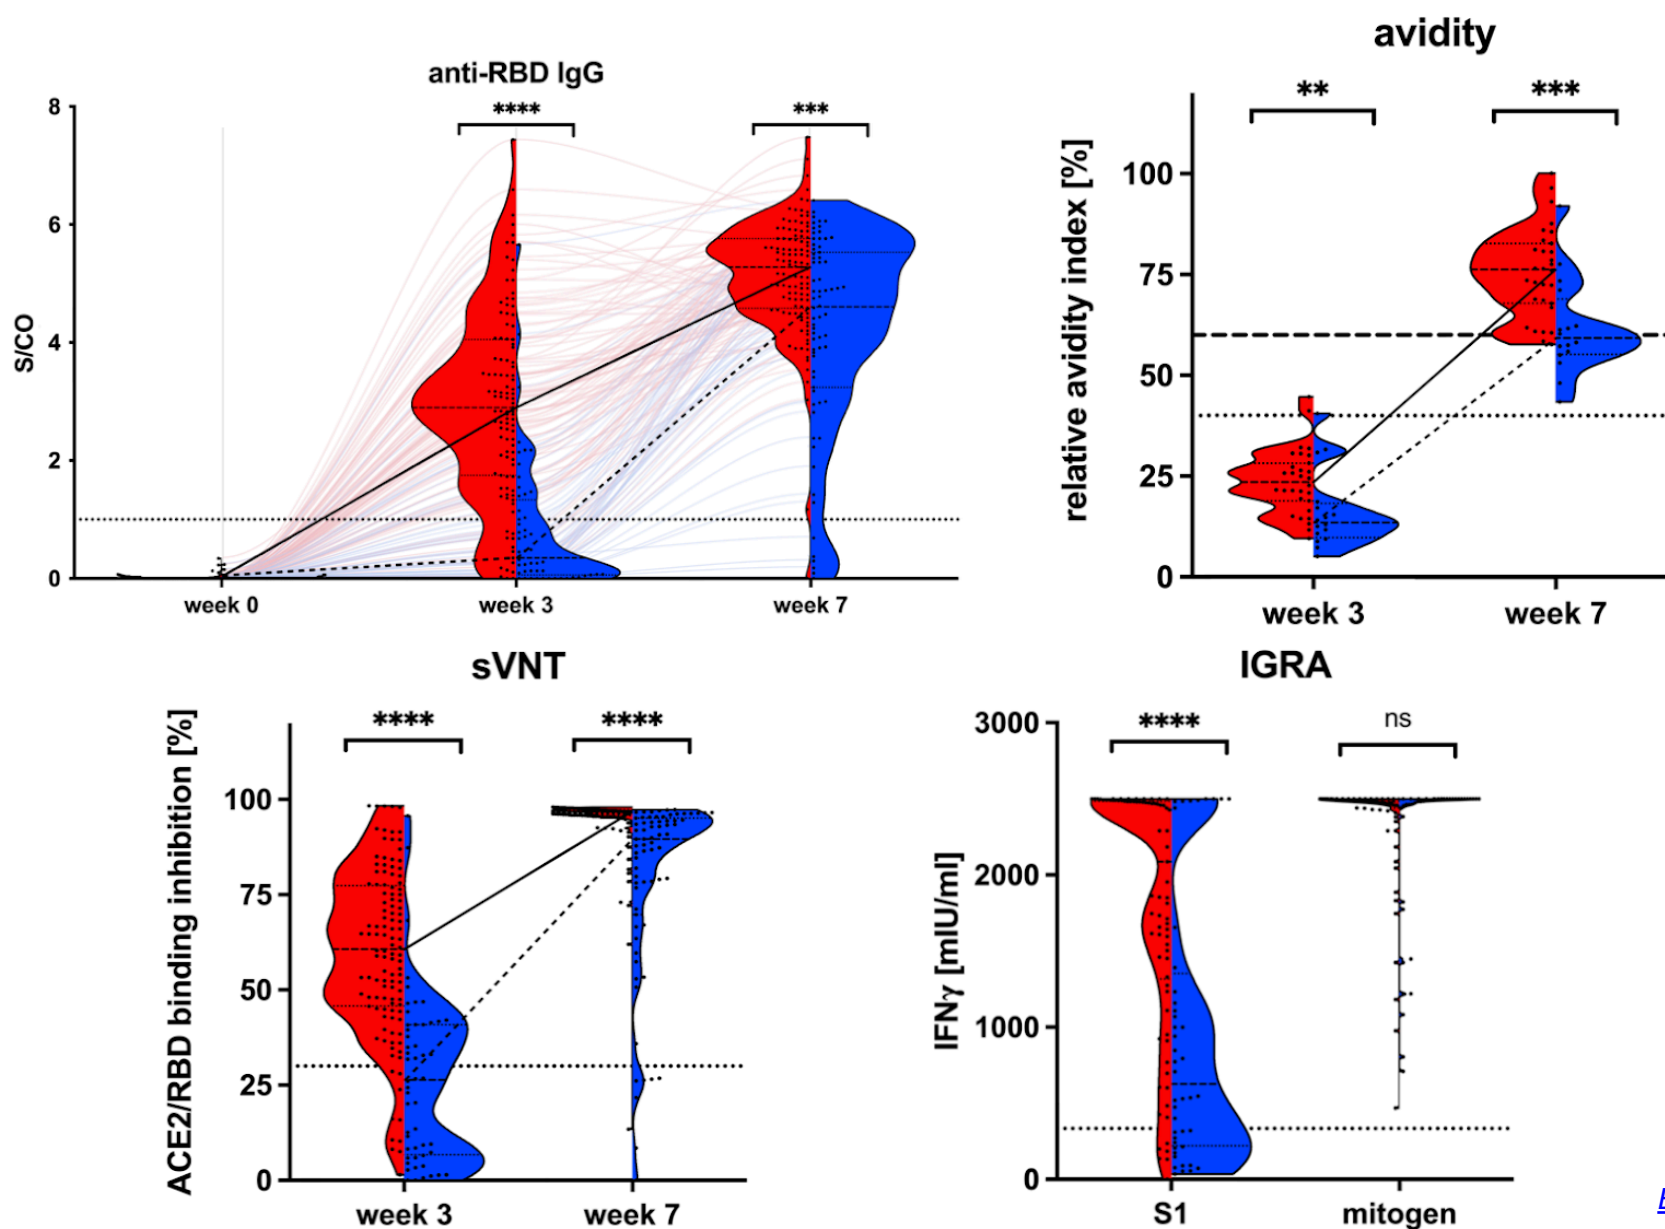 anti-RBD IgG
**** ***
8
6
4
2
0
S/CO
week 0 week 3 week 7
avidity
** ***
100
75
50
25
0
relative avidity index [%]
week 3 week 7
sVNT
**** ****
100
75
50
25
0
ACE2/RBD binding inhibition [%]
week 3 week 7
IGRA
**** ns
3000
2000
1000
0
IFNγ [mIU/ml]
S1 mitogen